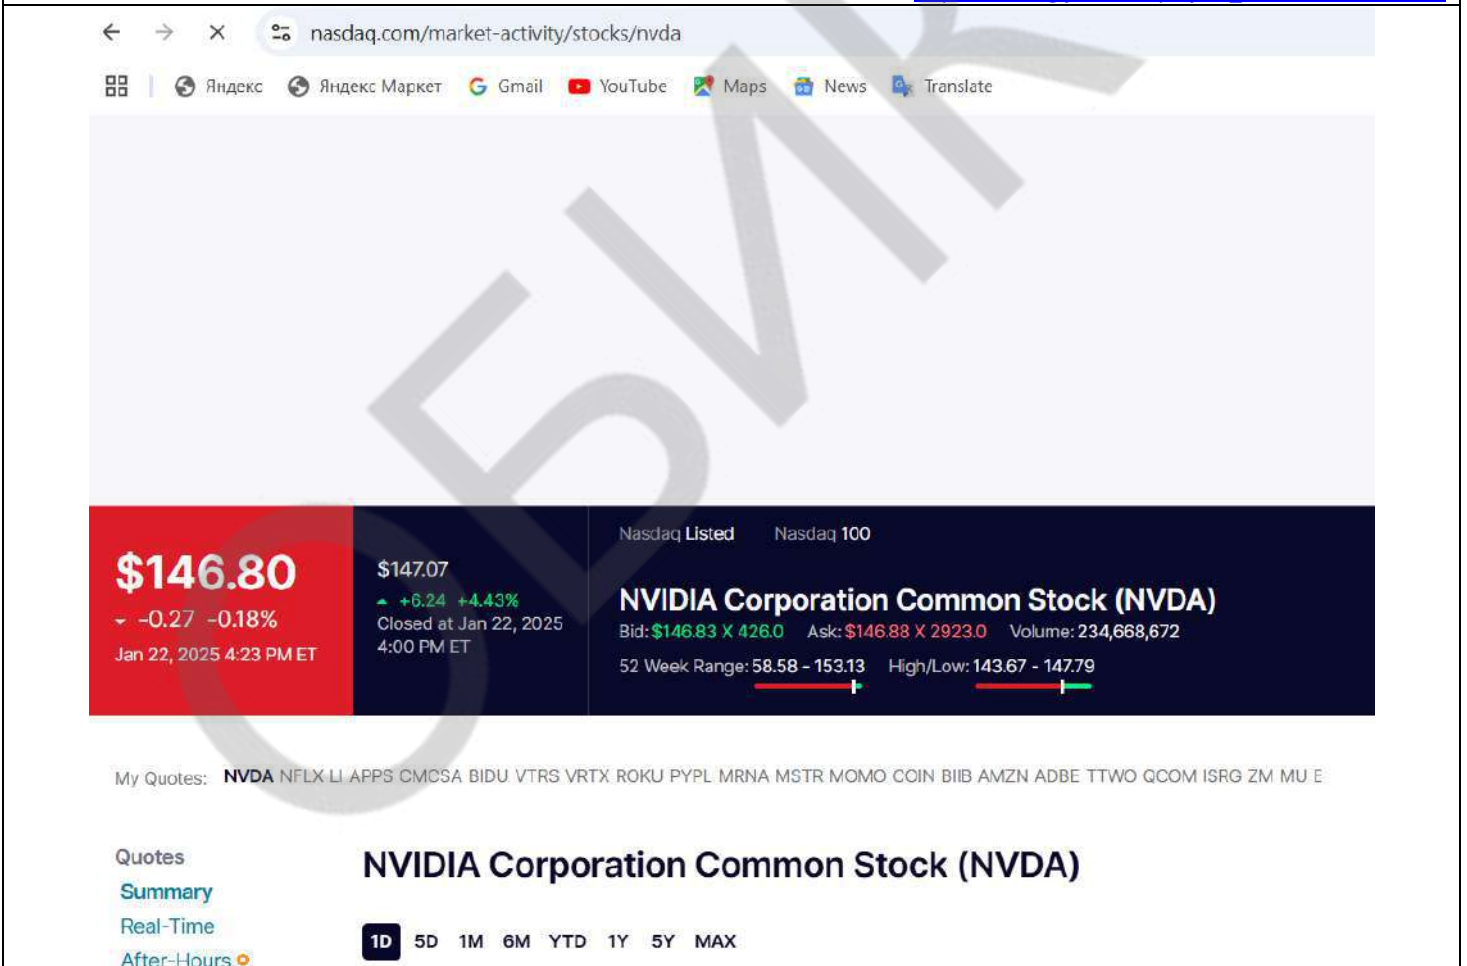 nasdaq.com/market-activity/stocks/nvda
Яндекс Яндекс Маркет Gmail YouTube Maps News Translate
$146.80
-0.27 -0.18%
Jan 22, 2025 4:23 PM ET
$147.07
+6.24 +4.43%
Closed at Jan 22, 2025
4:00 PM ET
Nasdaq Listed Nasdaq 100
NVIDIA Corporation Common Stock (NVDA)
Bid: $146.83 X 426.0 Ask: $146.88 X 2923.0 Volume: 234,668,672
52 Week Range: 58.58 - 153.13 High/Low: 143.67 - 147.79
My Quotes: NVDA NFLX LI APPS CMCSA BIDU VTRS VRTX ROKU PYPL MRNA MSTR MOMO COIN BIIB AMZN ADBE TTWO QCOM ISRG ZM MU E
Quotes
Summary
Real-Time
After-Hours
NVIDIA Corporation Common Stock (NVDA)
1D 5D 1M 6M YTD 1Y 5Y MAX
ОБИК